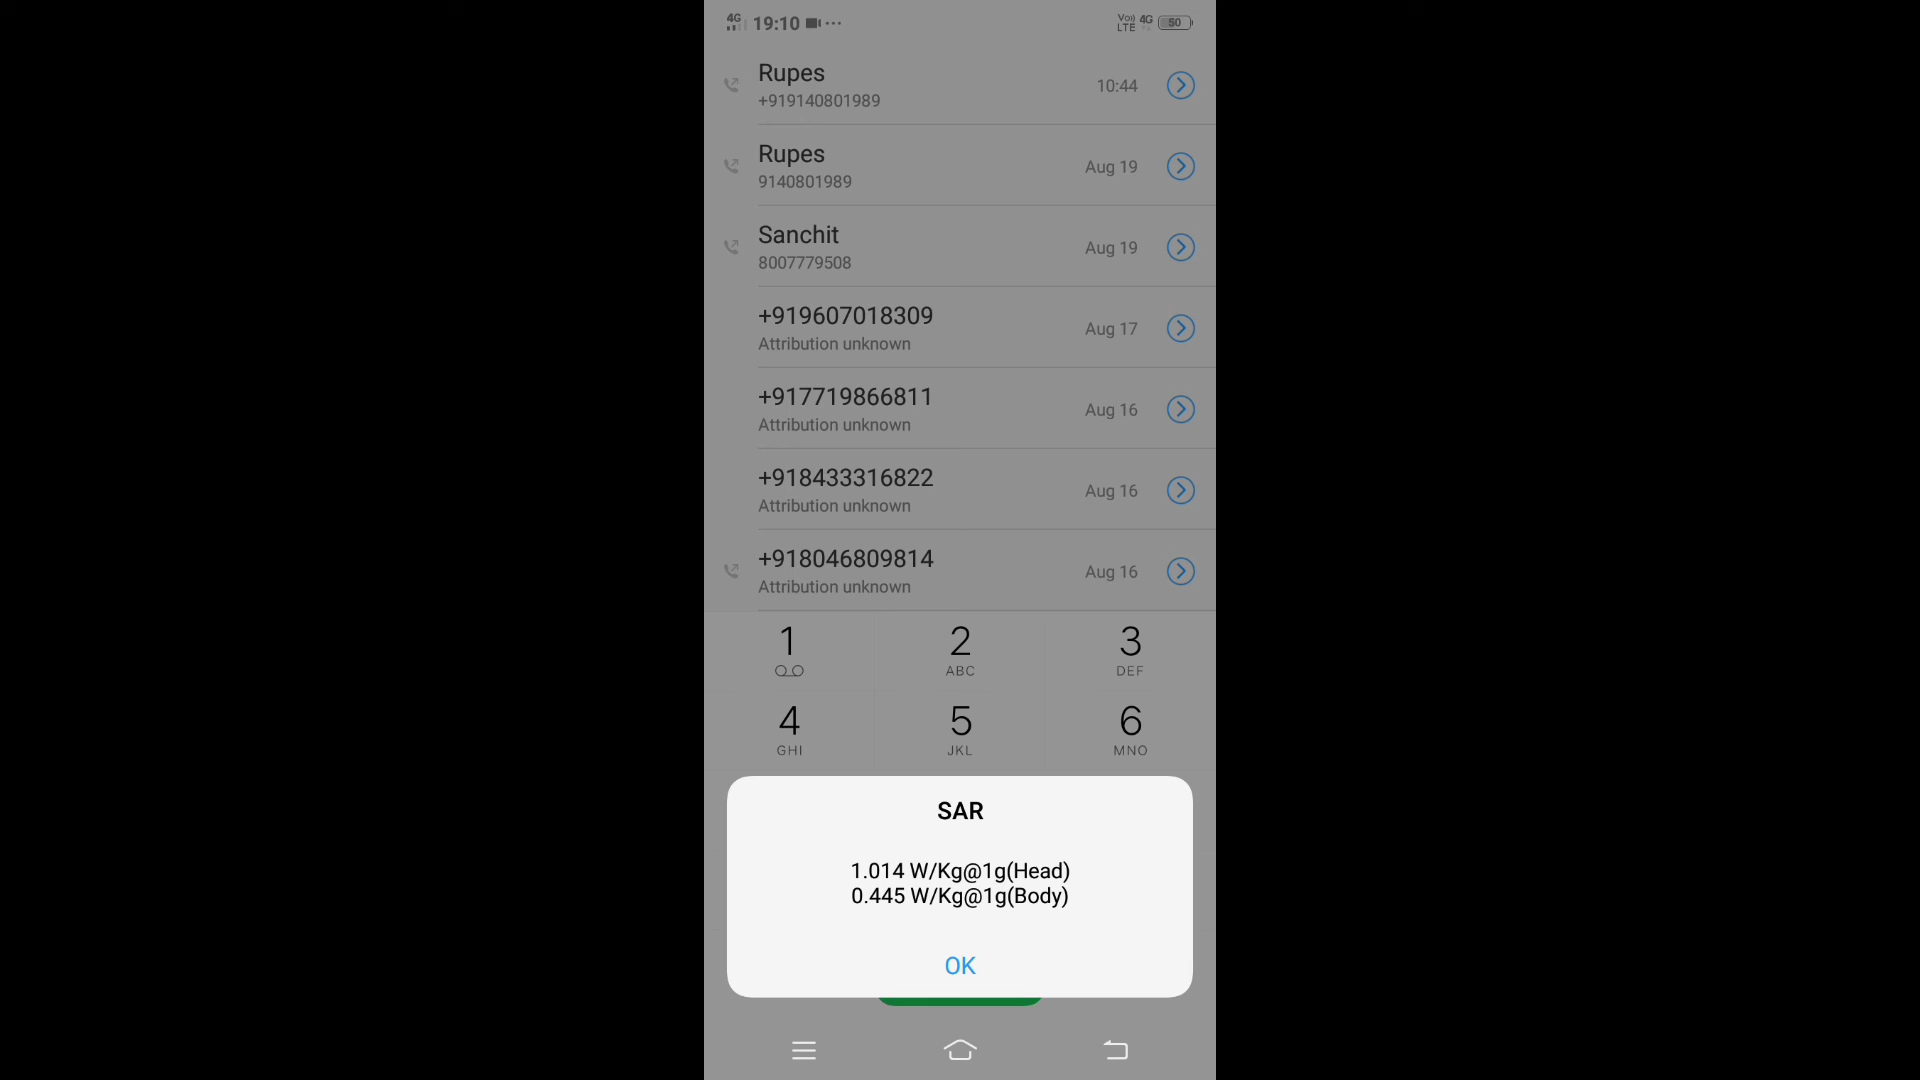 4G 19:10 VoLTE 4G 50
Rupes
+919140801989
10:44
Rupes
9140801989
Aug 19
Sanchit
8007779508
Aug 19
+919607018309
Attribution unknown
Aug 17
+917719866811
Attribution unknown
Aug 16
+918433316822
Attribution unknown
Aug 16
+918046809814
Attribution unknown
Aug 16
1 2 3
ABC DEF
4 5 6
GHI JKL MNO
SAR
1.014 W/Kg@1g(Head)
0.445 W/Kg@1g(Body)
OK